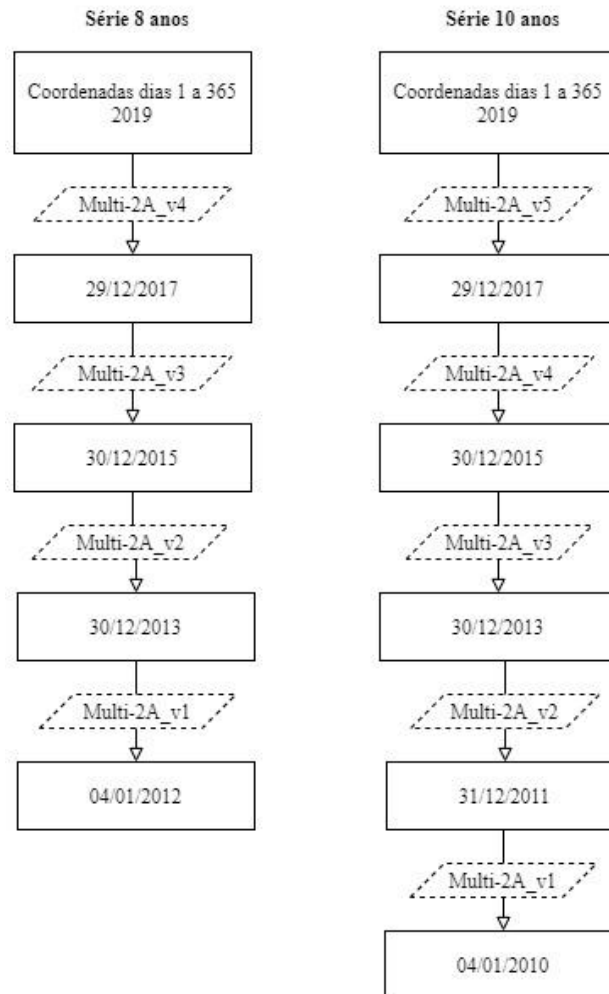 Série 8 anos
Coordenadas dias 1 a 365
2019
Multi-2A_v4
29/12/2017
Multi-2A_v3
30/12/2015
Multi-2A_v2
30/12/2013
Multi-2A_v1
04/01/2012
Série 10 anos
Coordenadas dias 1 a 365
2019
Multi-2A_v5
29/12/2017
Multi-2A_v4
30/12/2015
Multi-2A_v3
30/12/2013
Multi-2A_v2
31/12/2011
Multi-2A_v1
04/01/2010